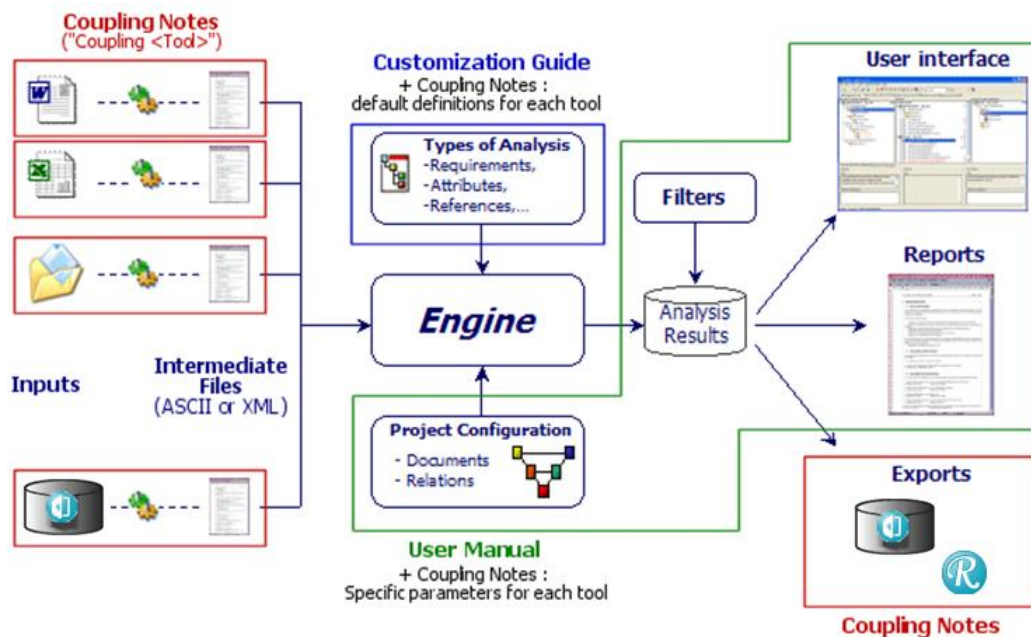 Coupling Notes
("Coupling <Tool>")
Customization Guide
+ Coupling Notes :
default definitions for each tool
Types of Analysis
-Requirements,
-Attributes,
-References,...
User interface
Filters
Engine
Analysis
Results
Reports
Inputs
Intermediate
Files
(ASCII or XML)
Project Configuration
- Documents
- Relations
Exports
User Manual
+ Coupling Notes :
Specific parameters for each tool
R
Coupling Notes